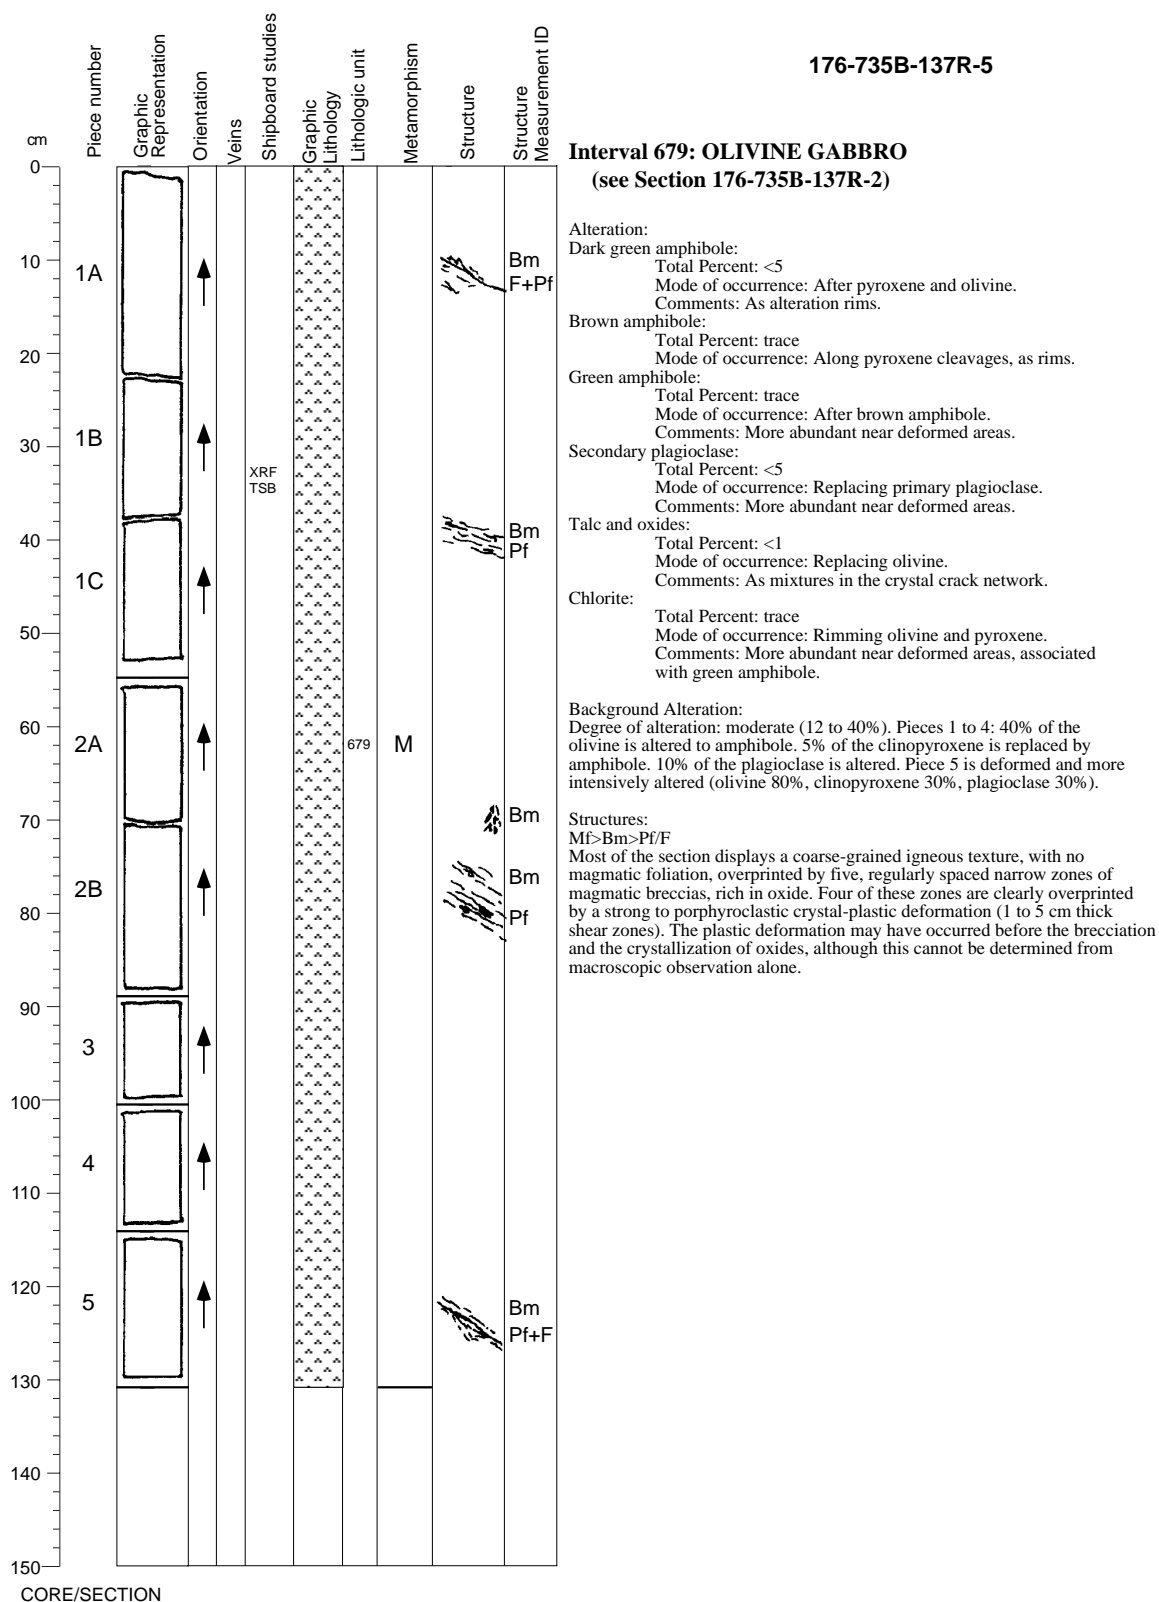 176-735B-137R-5
cm
Piece number
Graphic
Representation
Orientation
Veins
Shipboard studies
Graphic
Lithology
Lithologic unit
Metamorphism
Structure
Structure
Measurement ID
0
10
20
30
40
50
60
70
80
90
100
110
120
130
140
150
1A
1B
1C
2A
2B
3
4
5
XRF
TSB
679
M
Bm
F+Pf
Bm
Pf
Bm
Bm
Pf
Bm
Pf+F
CORE/SECTION
Interval 679: OLIVINE GABBRO
(see Section 176-735B-137R-2)
Alteration:
Dark green amphibole:
Total Percent: <5
Mode of occurrence: After pyroxene and olivine.
Comments: As alteration rims.
Brown amphibole:
Total Percent: trace
Mode of occurrence: Along pyroxene cleavages, as rims.
Green amphibole:
Total Percent: trace
Mode of occurrence: After brown amphibole.
Comments: More abundant near deformed areas.
Secondary plagioclase:
Total Percent: <5
Mode of occurrence: Replacing primary plagioclase.
Comments: More abundant near deformed areas.
Talc and oxides:
Total Percent: <1
Mode of occurrence: Replacing olivine.
Comments: As mixtures in the crystal crack network.
Chlorite:
Total Percent: trace
Mode of occurrence: Rimming olivine and pyroxene.
Comments: More abundant near deformed areas, associated
with green amphibole.
Background Alteration:
Degree of alteration: moderate (12 to 40%). Pieces 1 to 4: 40% of the
olivine is altered to amphibole. 5% of the clinopyroxene is replaced by
amphibole. 10% of the plagioclase is altered. Piece 5 is deformed and more
intensively altered (olivine 80%, clinopyroxene 30%, plagioclase 30%).
Structures:
Mf>Bm>Pf/F
Most of the section displays a coarse-grained igneous texture, with no
magmatic foliation, overprinted by five, regularly spaced narrow zones of
magmatic breccias, rich in oxide. Four of these zones are clearly overprinted
by a strong to porphyroclastic crystal-plastic deformation (1 to 5 cm thick
shear zones). The plastic deformation may have occurred before the brecciation
and the crystallization of oxides, although this cannot be determined from
macroscopic observation alone.